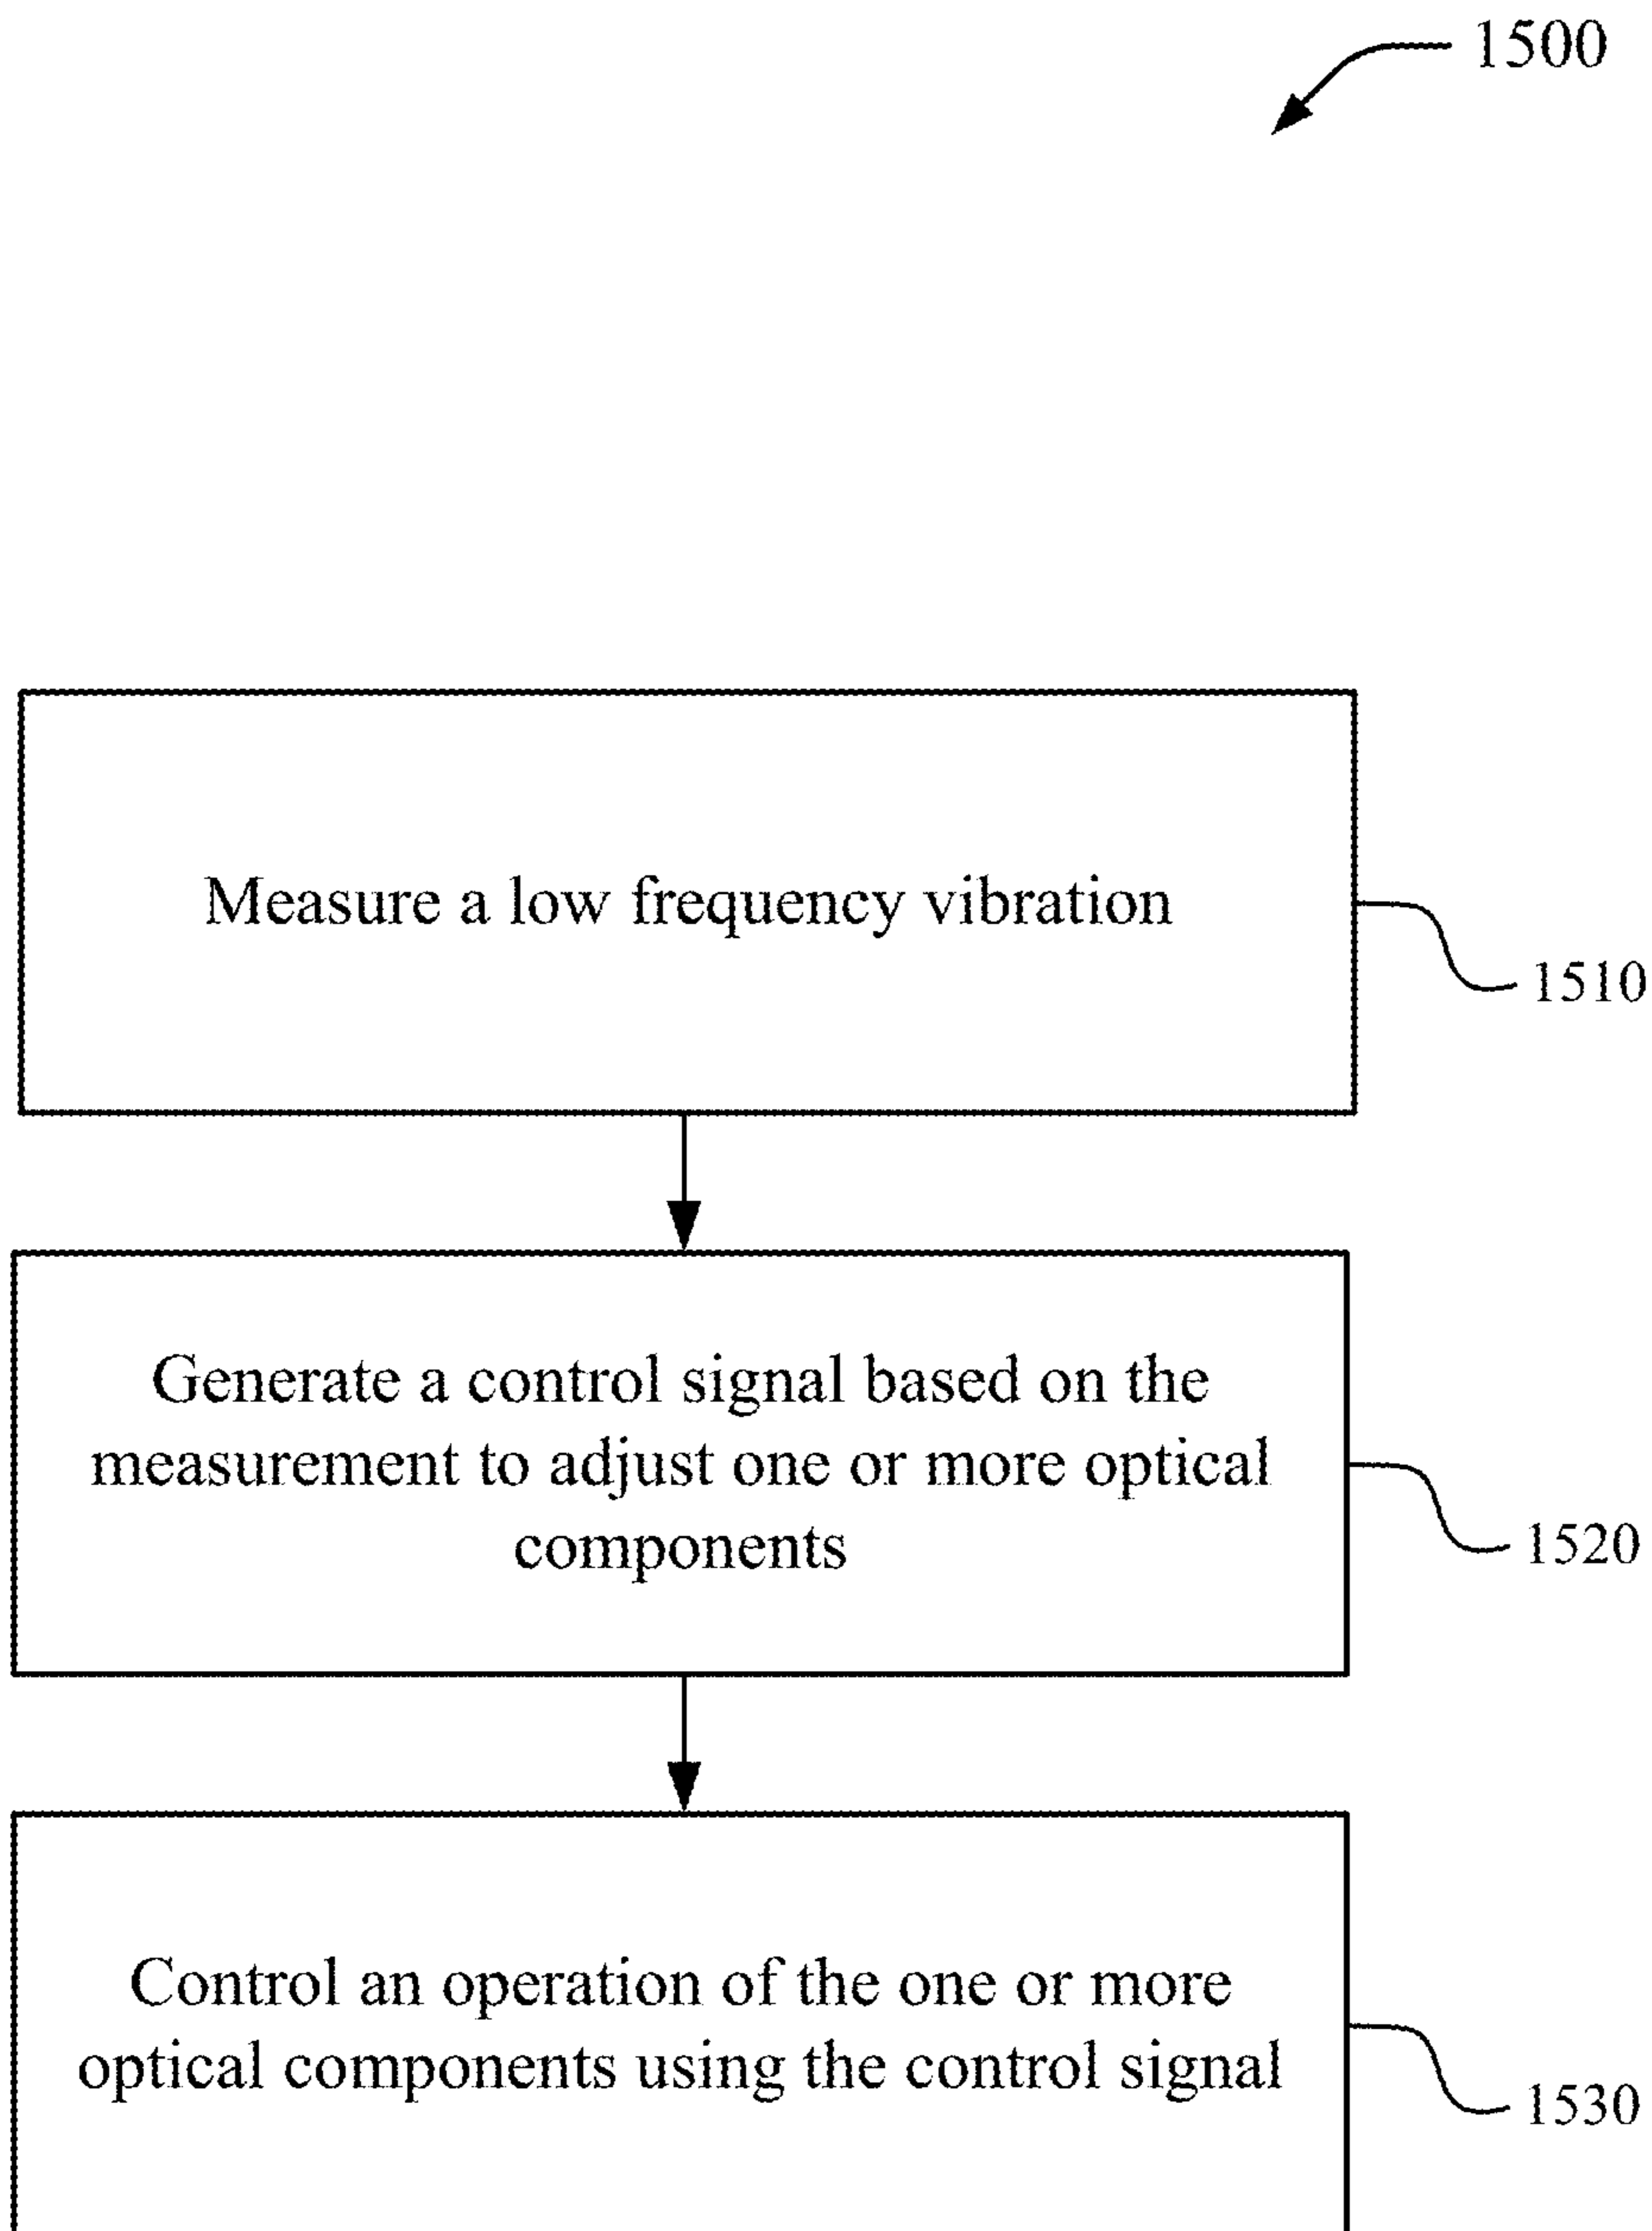 1500
Measure a low frequency vibration
1510
Generate a control signal based on the
measurement to adjust one or more optical
components
1520
Control an operation of the one or more
optical components using the control signal
1530